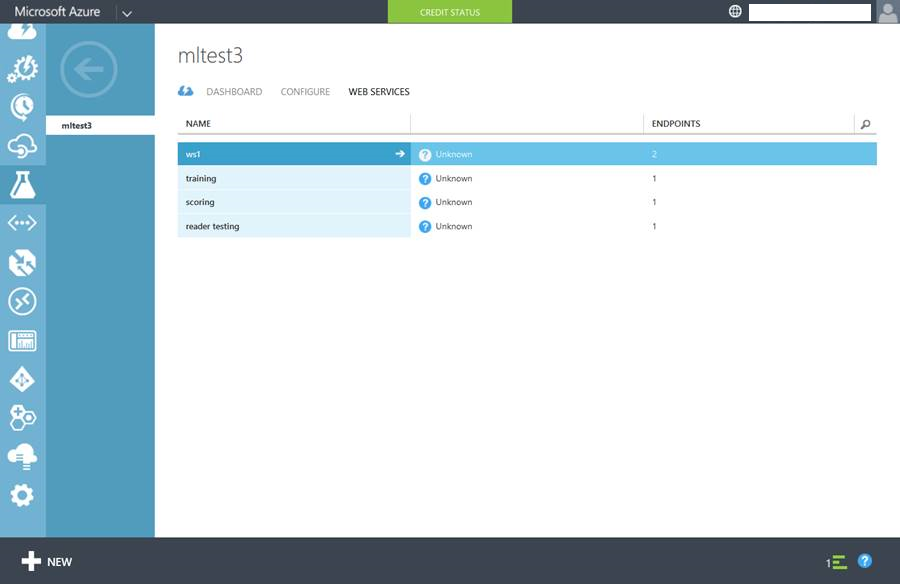 Microsoft Azure
CREDIT STATUS
mltest3
mltest3
DASHBOARD CONFIGURE WEB SERVICES
NAME ENDPOINTS
ws1 ? Unknown 2
training ? Unknown 1
scoring ? Unknown 1
reader testing ? Unknown 1
NEW
1 ?